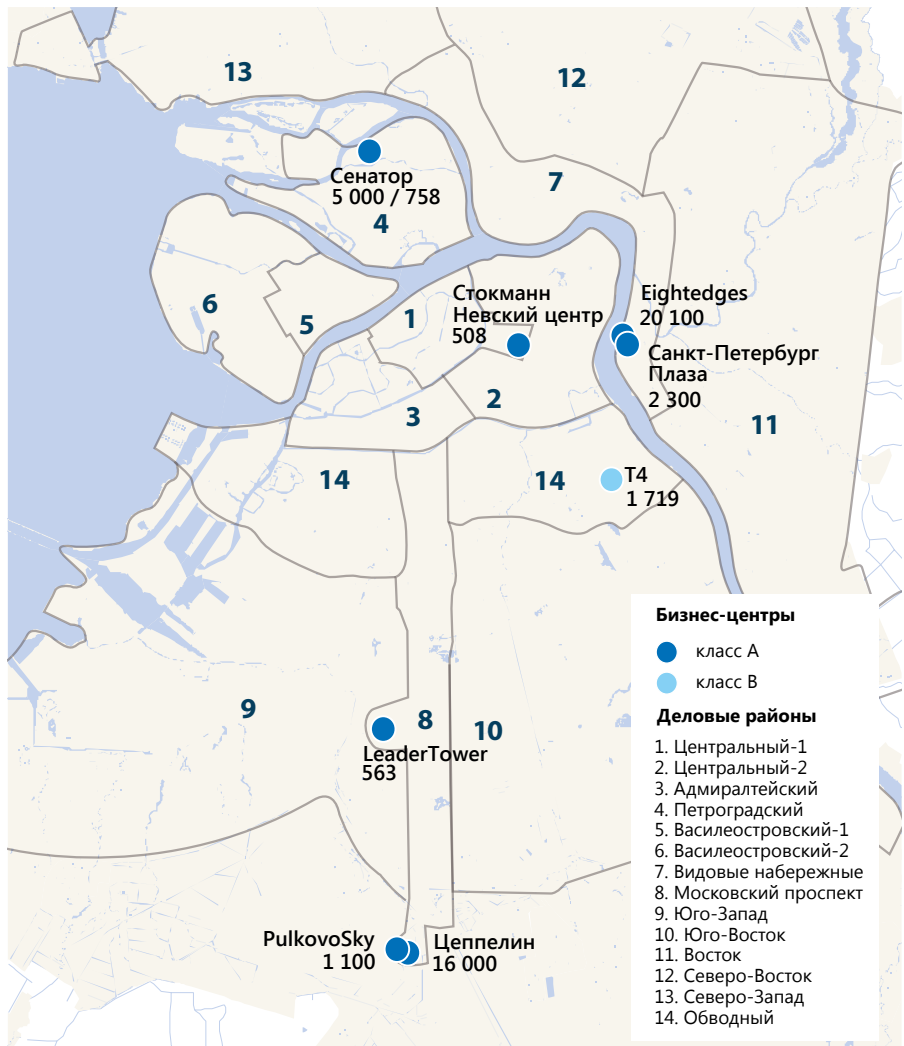 13
12
Сенатор
5 000 / 758
4
7
6
5
1
Стокманн
Невский центр
508
Eightedges
20 100
Санкт-Петербург
Плаза
2 300
2
3
11
14
14
T4
1 719
9
8
10
LeaderTower
563
PulkovoSky
1 100
Цеппелин
16 000
Бизнес-центры
класс А
класс В
Деловые районы
1. Центральный-1
2. Центральный-2
3. Адмиралтейский
4. Петроградский
5. Василеостровский-1
6. Василеостровский-2
7. Видовые набережные
8. Московский проспект
9. Юго-Запад
10. Юго-Восток
11. Восток
12. Северо-Восток
13. Северо-Запад
14. Обводный